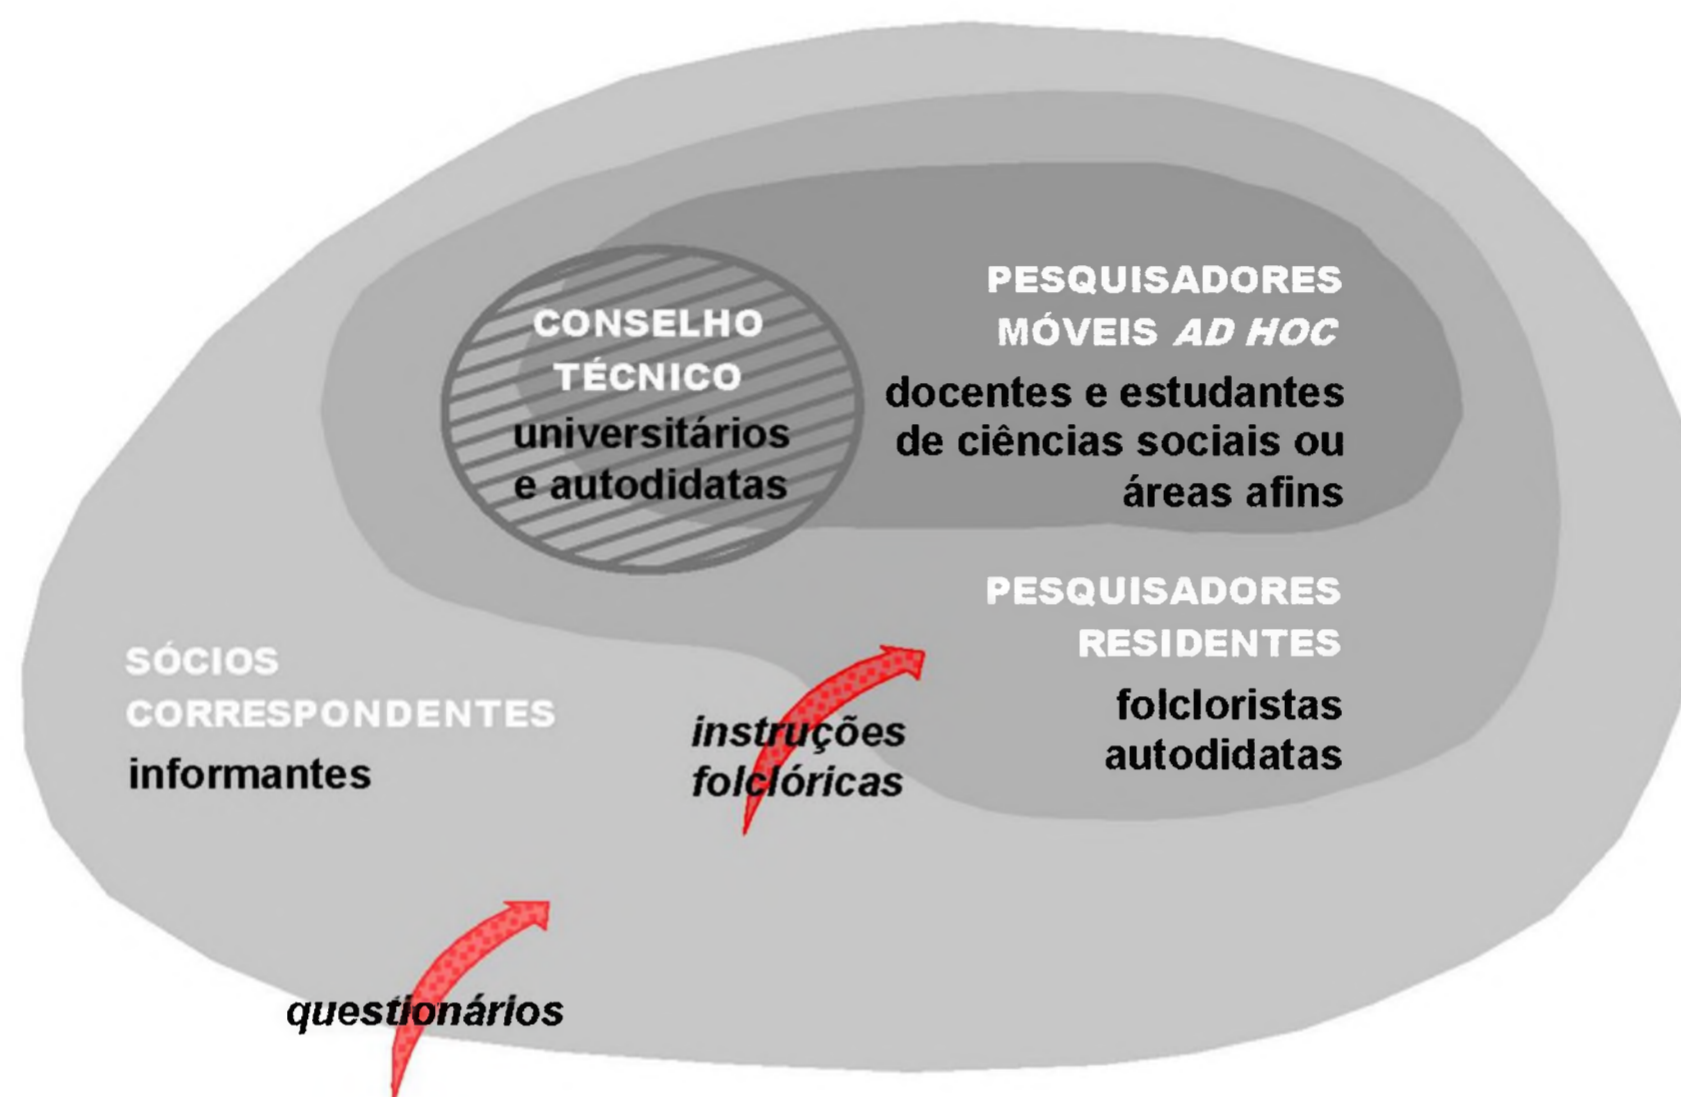 CONSELHO
TÉCNICO
universitários
e autodidatas
PESQUISADORES
MÓVEIS AD HOC
docentes e estudantes
de ciências sociais ou
áreas afins
PESQUISADORES
RESIDENTES
folcloristas
autodidatas
SÓCIOS
CORRESPONDENTES
informantes
instruções
folclóricas
questionários